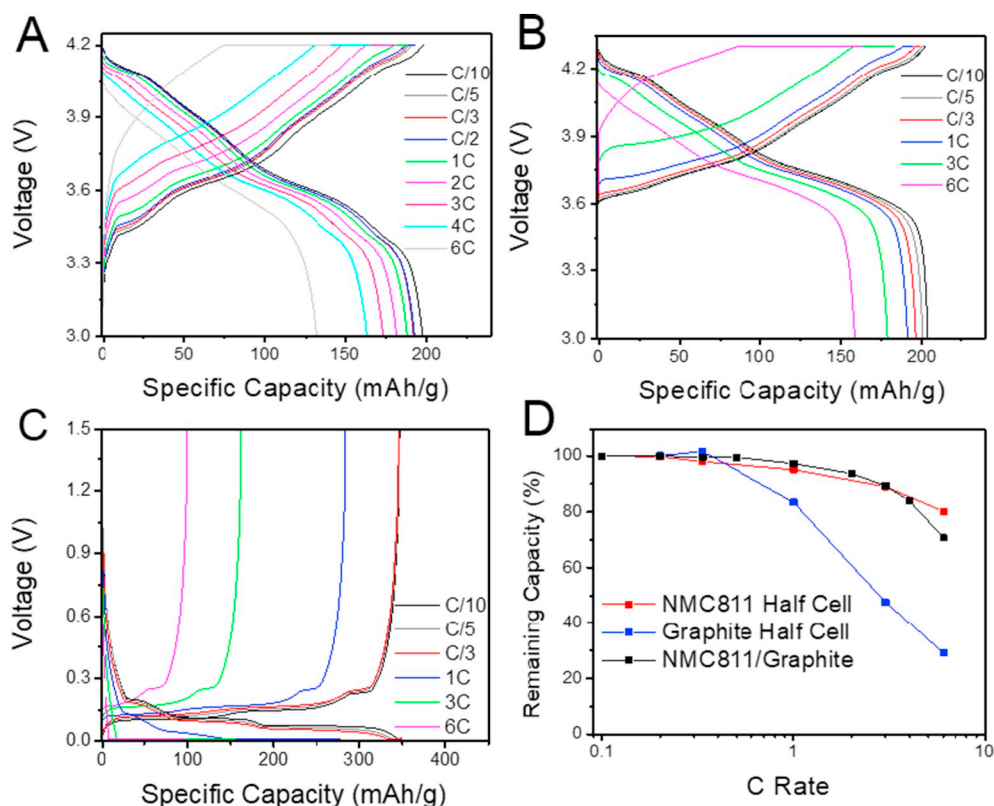 A
4.2
3.9
3.6
3.3
3.0
Voltage (V)
0
50
100
150
200
Specific Capacity (mAh/g)
C/10
C/5
C/3
C/2
1C
2C
3C
4C
6C
B
4.2
3.9
3.6
3.3
3.0
Voltage (V)
0
50
100
150
200
Specific Capacity (mAh/g)
C/10
C/5
C/3
1C
3C
6C
C
1.5
1.2
0.9
0.6
0.3
0.0
Voltage (V)
0
100
200
300
400
Specific Capacity (mAh/g)
C/10
C/5
C/3
1C
3C
6C
D
100
80
60
40
20
0
Remaining Capacity (%)
0.1
1
10
C Rate
NMC811 Half Cell
Graphite Half Cell
NMC811/Graphite